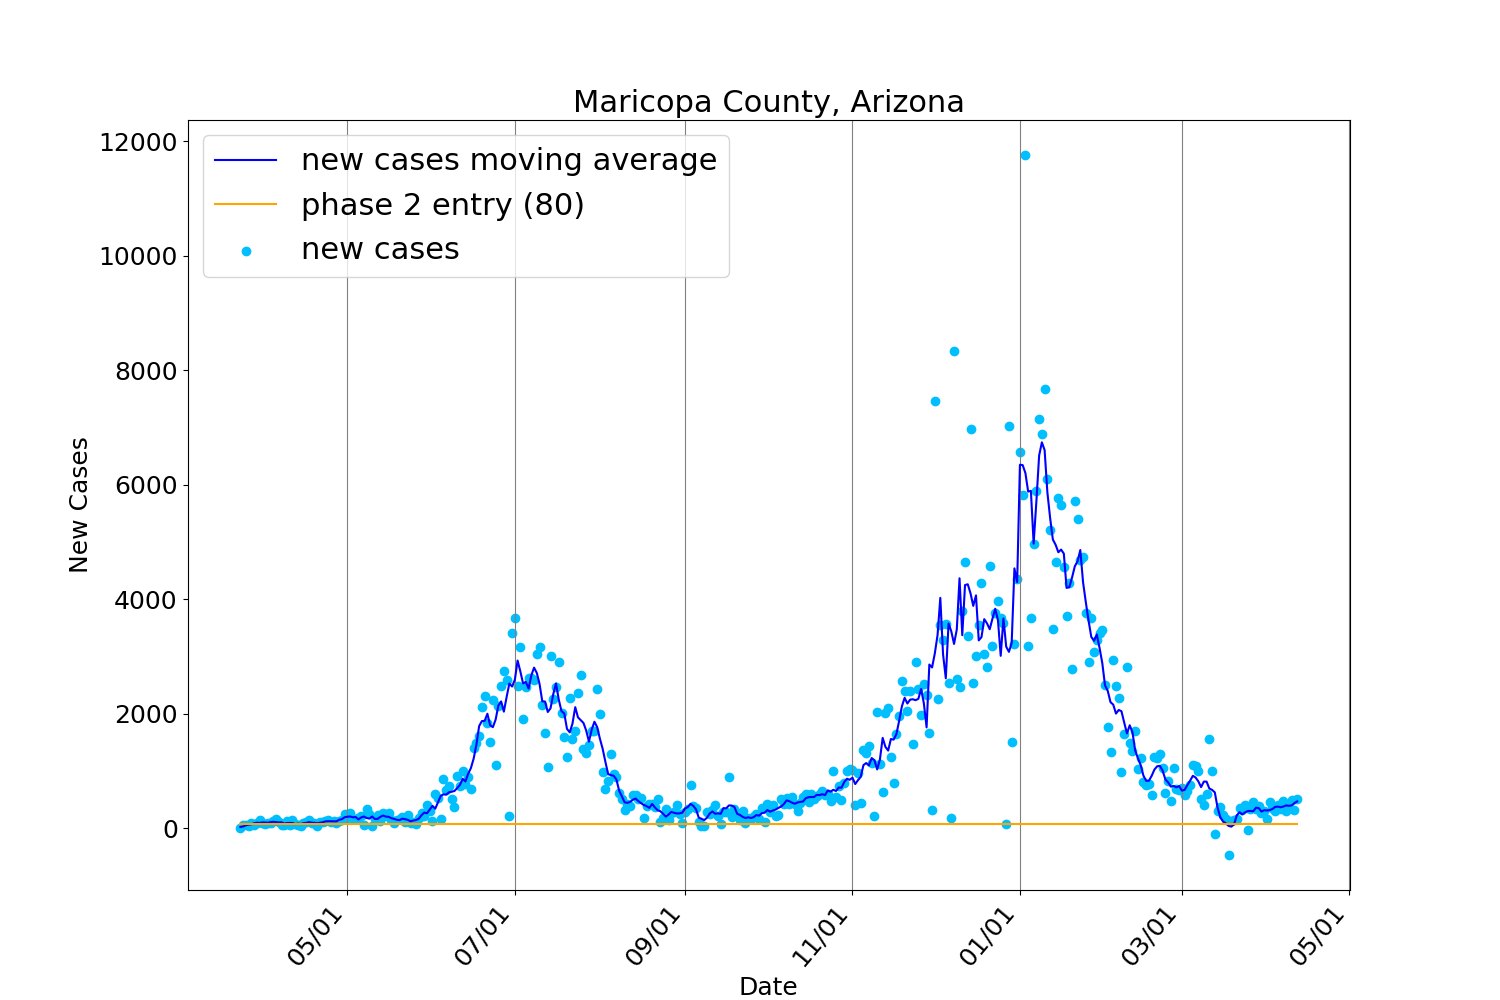 Maricopa County, Arizona
12000
10000
8000
6000
4000
2000
0
New Cases
new cases moving average
phase 2 entry (80)
new cases
05/01
07/01
09/01
11/01
01/01
03/01
05/01
Date